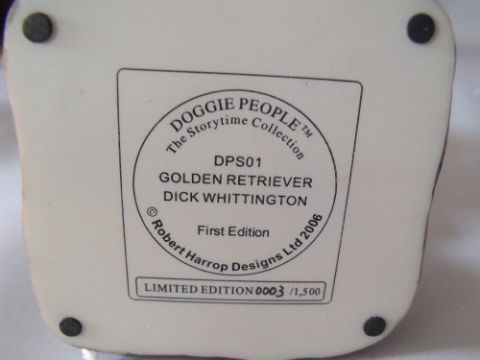 DOGGIE PEOPLE™
The Storytime Collection
DPS01
GOLDEN RETRIEVER
DICK WHITTINGTON
First Edition
© Robert Harrop Designs Ltd 2006
LIMITED EDITION 0003 /1,500